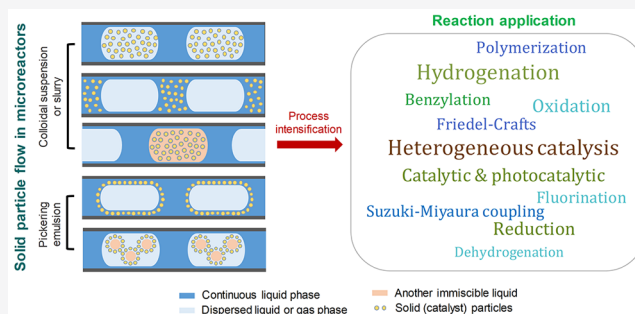 Solid particle flow in microreactors
Colloidal suspension
or slurry
Pickering
emulsion
Process
intensification
Reaction application
Polymerization
Hydrogenation
Benzylation
Oxidation
Friedel-Crafts
Heterogeneous catalysis
Catalytic & photocatalytic
Fluorination
Suzuki-Miyaura coupling
Reduction
Dehydrogenation
Continuous liquid phase
Dispersed liquid or gas phase
Another immiscible liquid
Solid (catalyst) particles